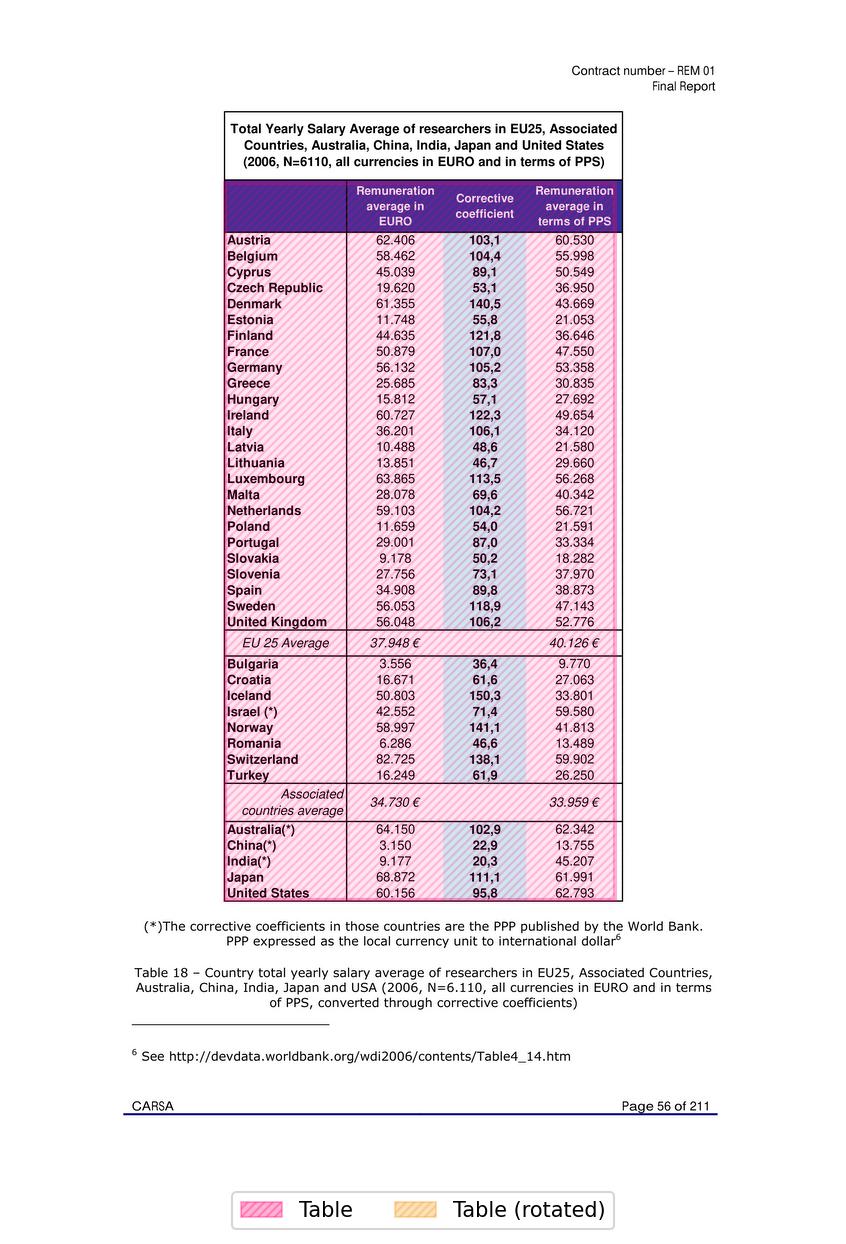 Contract number – REM 01
Final Report
Total Yearly Salary Average of researchers in EU25, Associated
Countries, Australia, China, India, Japan and United States
(2006, N=6110, all currencies in EURO and in terms of PPS)
Remuneration average in EURO Corrective coefficient Remuneration average in terms of PPS
Austria 62.406 103,1 60.530
Belgium 58.462 104,4 55.998
Cyprus 45.039 89,1 50.549
Czech Republic 19.620 53,1 36.950
Denmark 61.355 140,5 43.669
Estonia 11.748 55,8 21.053
Finland 44.635 121,8 36.646
France 50.879 107,0 47.550
Germany 56.132 105,2 53.358
Greece 25.685 83,3 30.835
Hungary 15.812 57,1 27.692
Ireland 60.727 122,3 49.654
Italy 36.201 106,1 34.120
Latvia 10.488 48,6 21.580
Lithuania 13.851 46,7 29.660
Luxembourg 63.865 113,5 56.268
Malta 28.078 69,6 40.342
Netherlands 59.103 104,2 56.721
Poland 11.659 54,0 21.591
Portugal 29.001 87,0 33.334
Slovakia 9.178 50,2 18.282
Slovenia 27.756 73,1 37.970
Spain 34.908 89,8 38.873
Sweden 56.053 118,9 47.143
United Kingdom 56.048 106,2 52.776
EU 25 Average 37.948 € 40.126 €
Bulgaria 3.556 36,4 9.770
Croatia 16.671 61,6 27.063
Iceland 50.803 150,3 33.801
Israel (*) 42.552 71,4 59.580
Norway 58.997 141,1 41.813
Romania 6.286 46,6 13.489
Switzerland 82.725 138,1 59.902
Turkey 16.249 61,9 26.250
Associated countries average 34.730 € 33.959 €
Australia(*) 64.150 102,9 62.342
China(*) 3.150 22,9 13.755
India(*) 9.177 20,3 45.207
Japan 68.872 111,1 61.991
United States 60.156 95,8 62.793
(*)The corrective coefficients in those countries are the PPP published by the World Bank.
PPP expressed as the local currency unit to international dollar6
Table 18 – Country total yearly salary average of researchers in EU25, Associated Countries,
Australia, China, India, Japan and USA (2006, N=6.110, all currencies in EURO and in terms
of PPS, converted through corrective coefficients)
6 See http://devdata.worldbank.org/wdi2006/contents/Table4_14.htm
CARSA Page 56 of 211
Table Table (rotated)